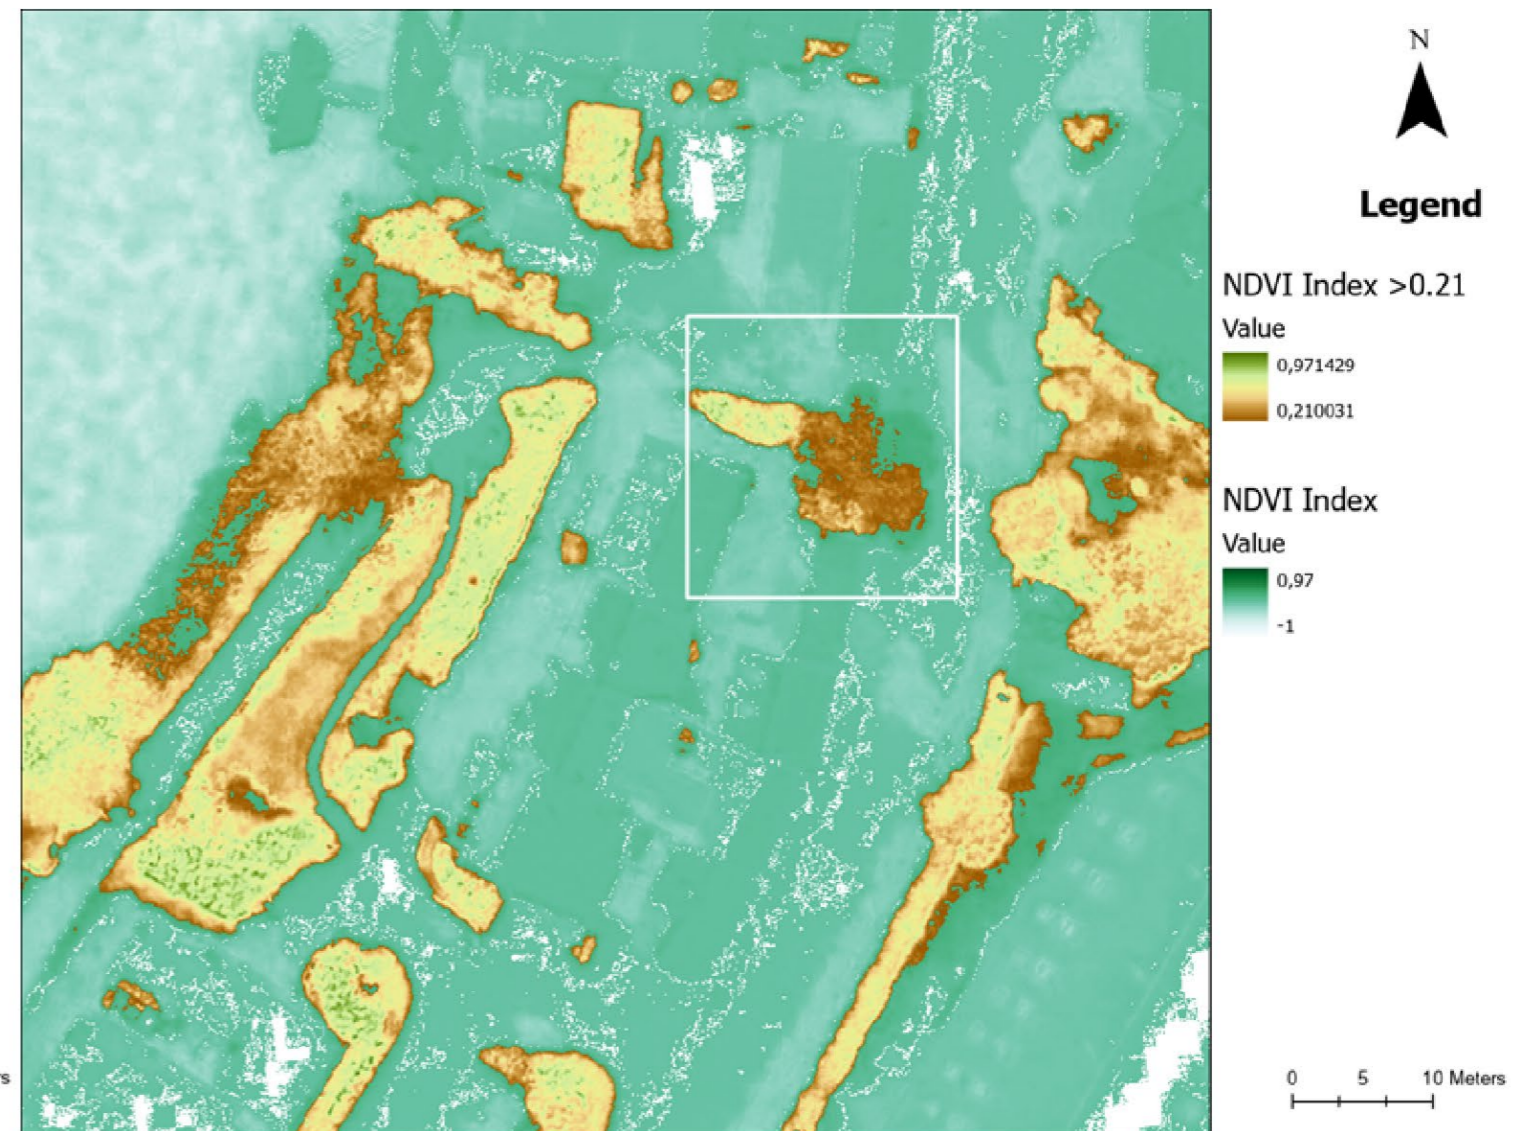 N
Legend
NDVI Index >0.21
Value
0,971429
0,210031
NDVI Index
Value
0,97
-1
0 5 10 Meters